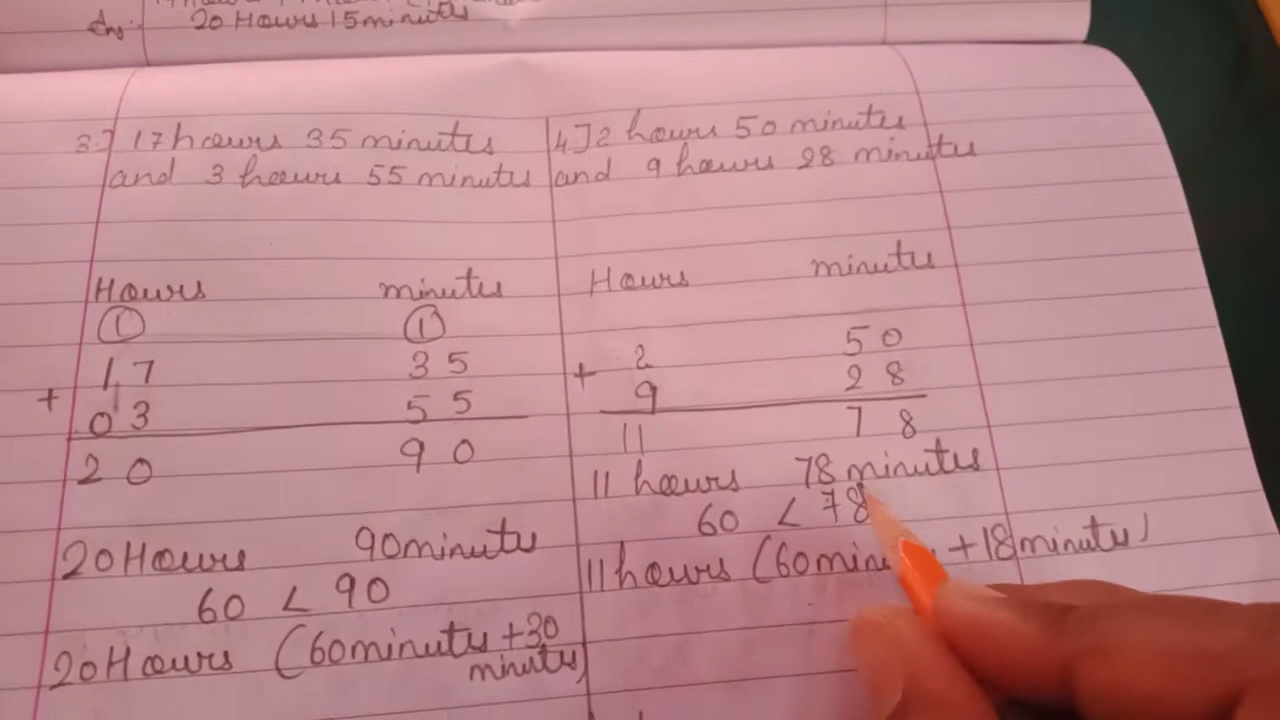 Ans:- 20 Hours 15 minutes
3.] 17 hours 35 minutes
and 3 hours 55 minutes
Hours minutes
① ①
17 35
+ 03 55
20 90
20 Hours 90 minutes
60 < 90
20 Hours (60 minutes + 30
minutes)
4] 2 hours 50 minutes
and 9 hours 28 minutes
Hours minutes
2 50
+ 9 28
11 78
11 hours 78 minutes
60 < 78
11 hours (60 + 18 minutes)